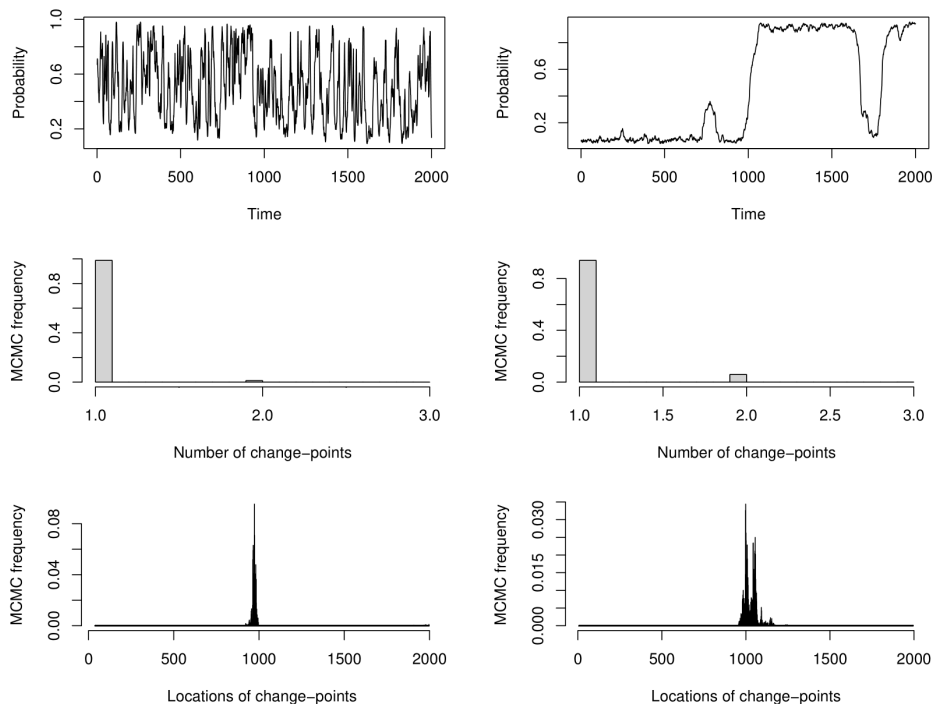 Probability
0.2 0.6 1.0
0 500 1000 1500 2000
Time
Probability
0.2 0.6
0 500 1000 1500 2000
Time
MCMC frequency
0.0 0.4 0.8
1.0 2.0 3.0
Number of change−points
MCMC frequency
0.0 0.4 0.8
1.0 1.5 2.0 2.5 3.0
Number of change−points
MCMC frequency
0.00 0.04 0.08
0 500 1000 1500 2000
Locations of change−points
MCMC frequency
0.000 0.015 0.030
0 500 1000 1500 2000
Locations of change−points